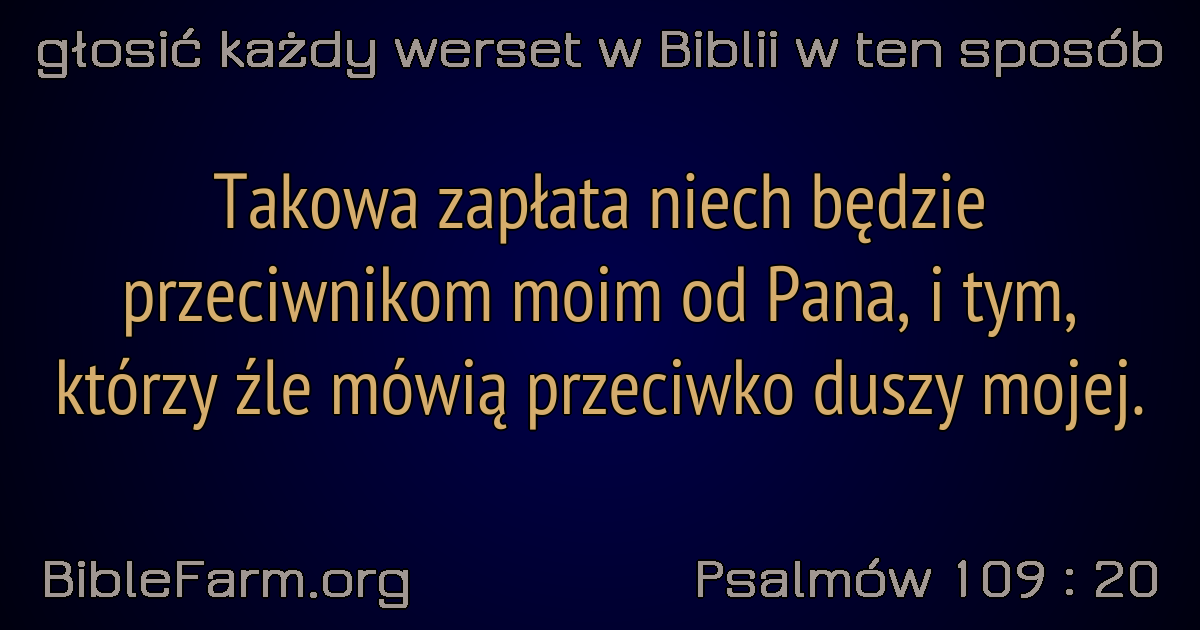 głosić każdy werset w Biblii w ten sposób
Takowa zapłata niech będzie
przeciwnikom moim od Pana, i tym,
którzy źle mówią przeciwko duszy mojej.
BibleFarm.org
Psalmów 109 : 20